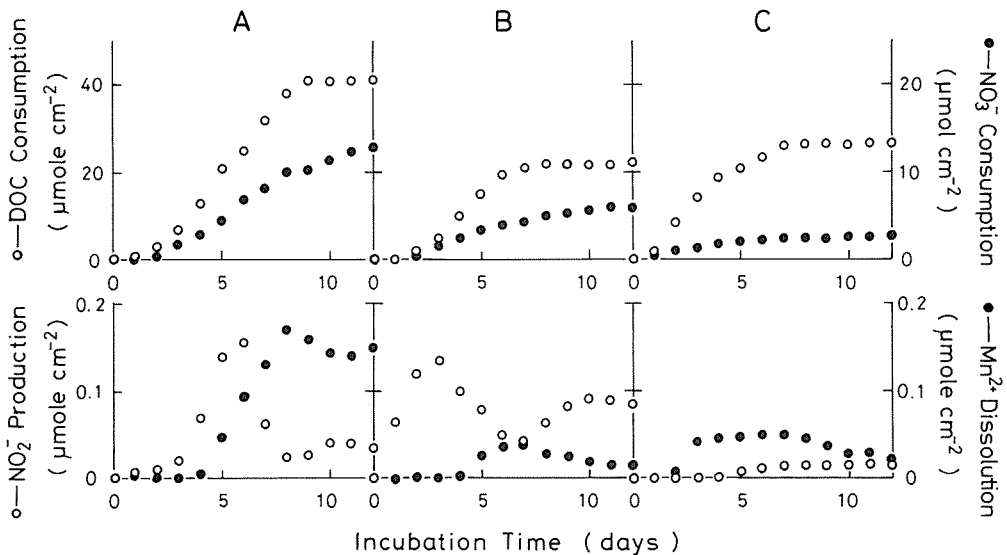 A B C
o—DOC Consumption
( μmole cm⁻² )
40
20
0
20
10
0
( μmol cm⁻² )
●—NO₃⁻ Consumption
0 5 10 0 5 10 0 5 10
o—NO₂⁻ Production
( μmole cm⁻² )
0.2
0.1
0
0.2
0.1
0
( μmole cm⁻² )
●—Mn²⁺ Dissolution
0 5 10 0 5 10 0 5 10
Incubation Time ( days )